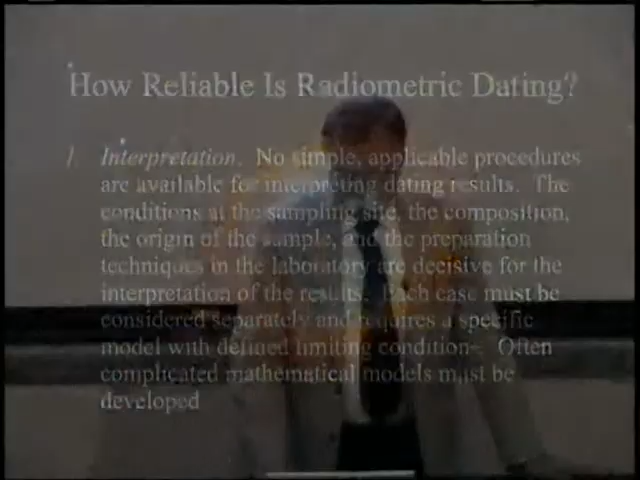 How Reliable Is Radiometric Dating?
1 Interpretation. No simple, applicable procedures
are available for interpreting dating results. The
conditions at the sampling site, the composition,
the origin of the sample, and the preparation
techniques in the laboratory are decisive for the
interpretation of the results. Each case must be
considered separately and requires a specific
model with defined limiting conditions. Often
complicated mathematical models must be
developed